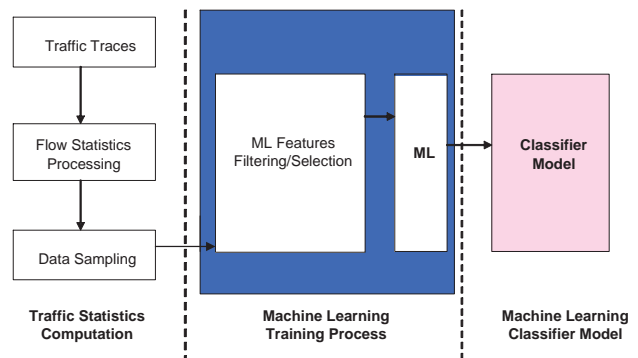 Traffic Traces
Flow Statistics
Processing
Data Sampling
ML Features
Filtering/Selection
ML
Classifier
Model
Traffic Statistics
Computation
Machine Learning
Training Process
Machine Learning
Classifier Model